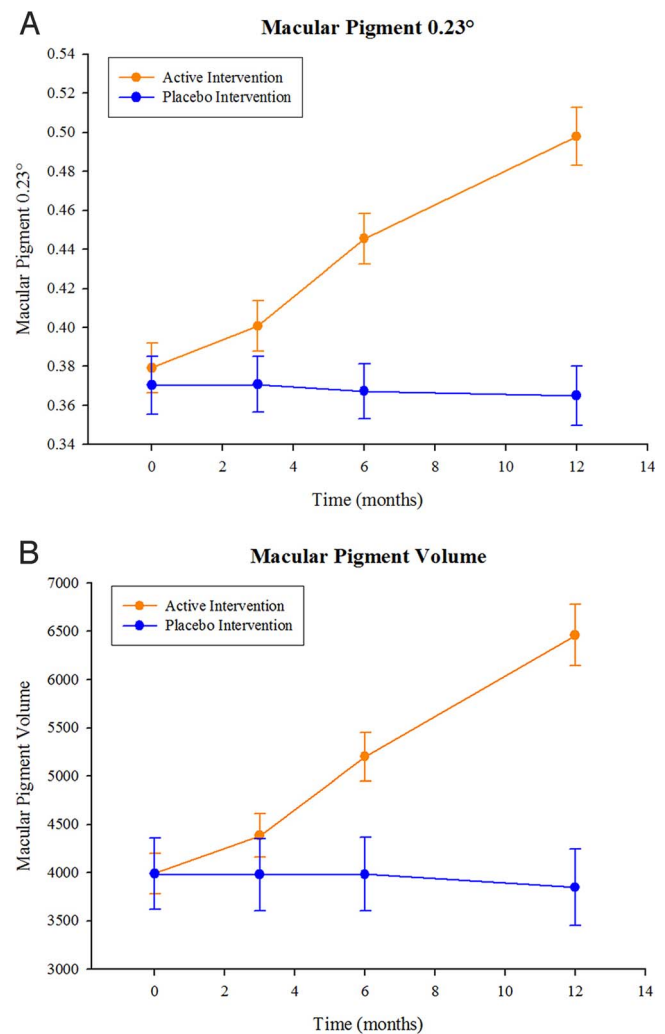 A
Macular Pigment 0.23°
0.54
0.52
0.50
0.48
0.46
0.44
0.42
0.40
0.38
0.36
0.34
Macular Pigment 0.23°
Active Intervention
Placebo Intervention
0 2 4 6 8 10 12 14
Time (months)
B
Macular Pigment Volume
7000
6500
6000
5500
5000
4500
4000
3500
3000
Macular Pigment Volume
Active Intervention
Placebo Intervention
0 2 4 6 8 10 12 14
Time (months)